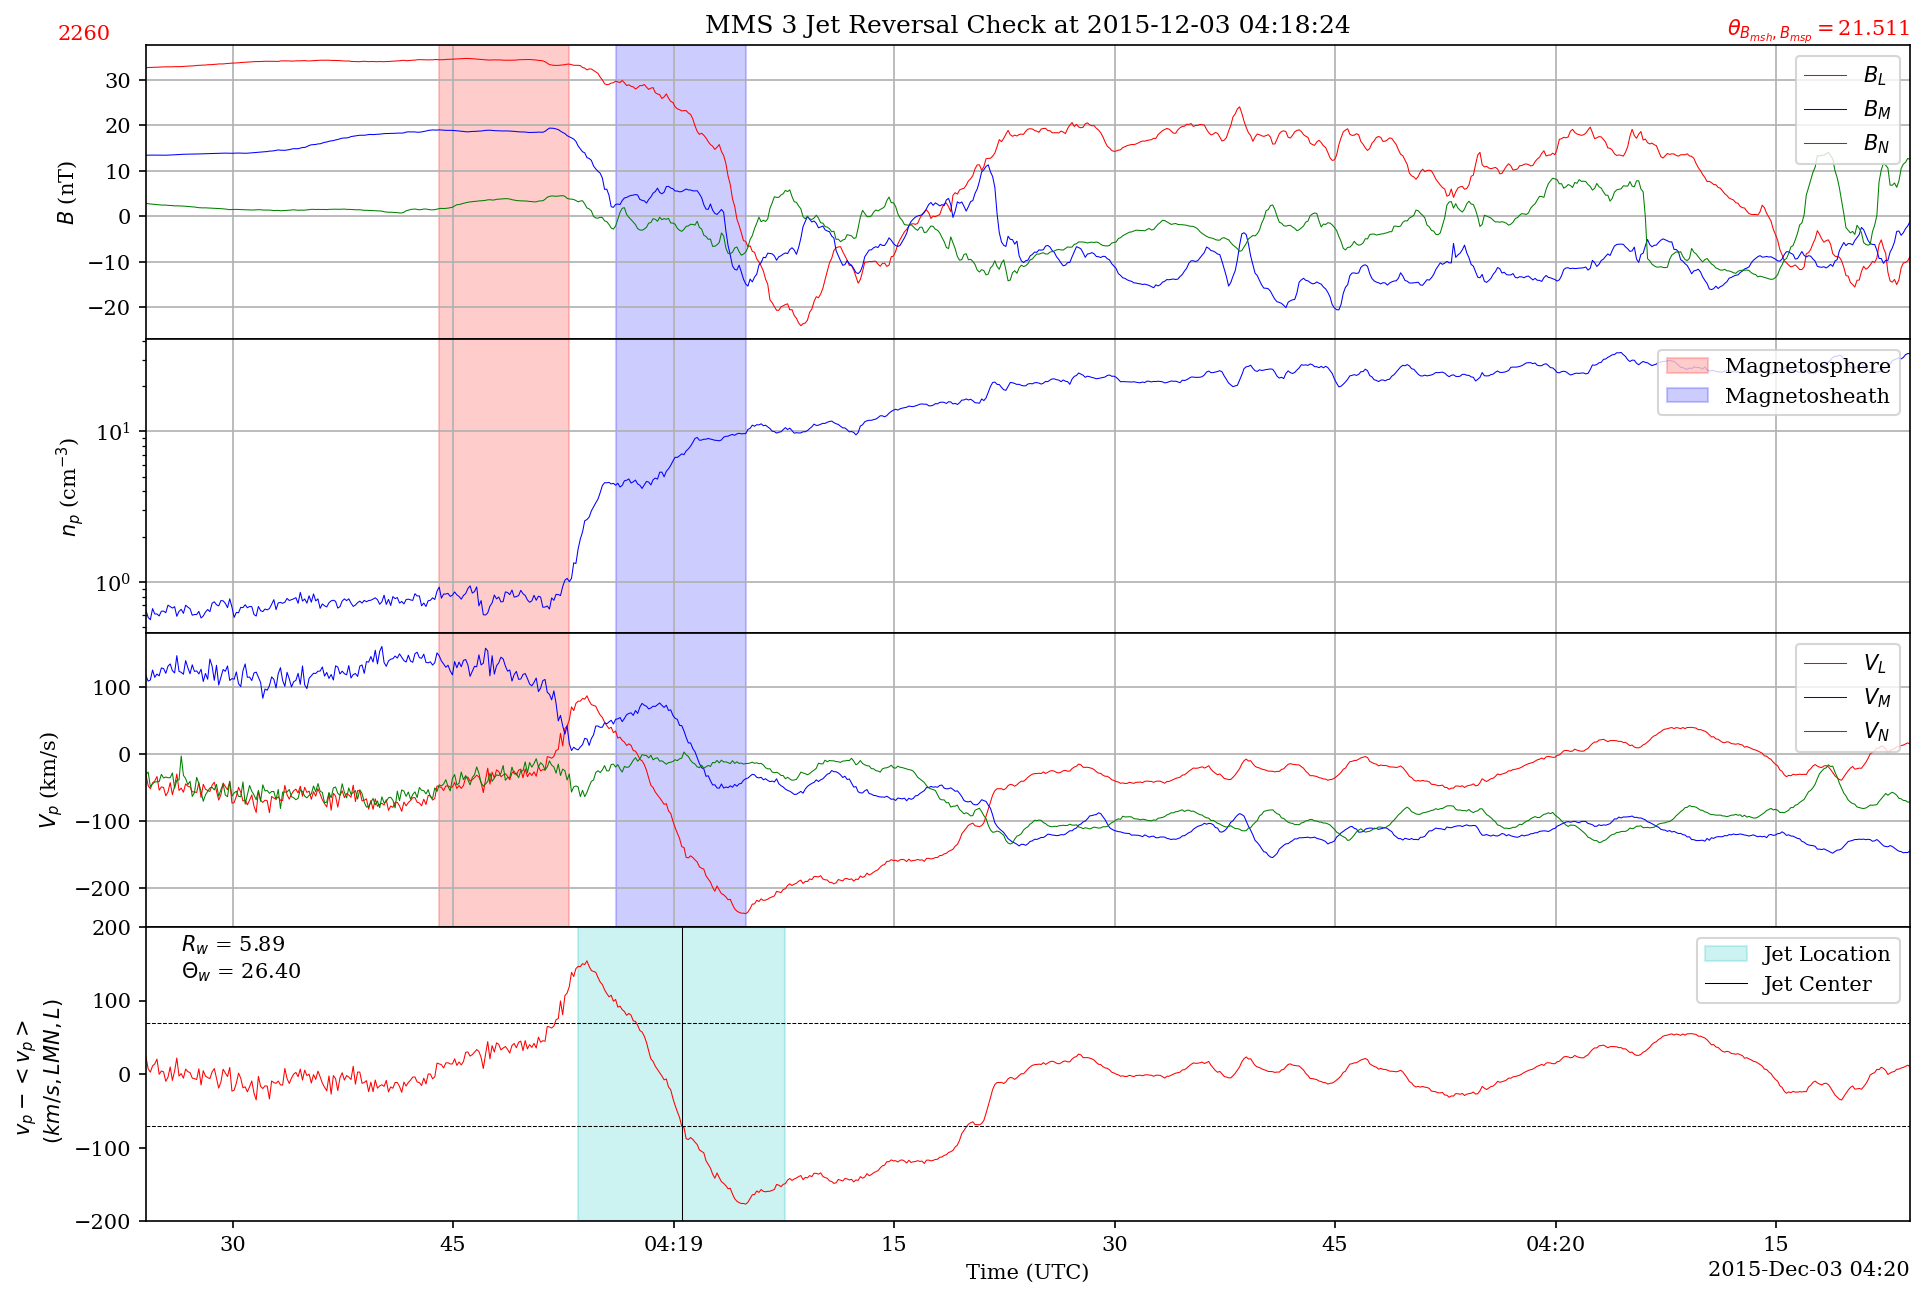 2260
MMS 3 Jet Reversal Check at 2015-12-03 04:18:24
θ_{B_{msh}, B_{msp}} = 21.511
B (nT)
30
20
10
0
−10
−20
B_L
B_M
B_N
n_p (cm⁻³)
10¹
10⁰
Magnetosphere
Magnetosheath
V_p (km/s)
100
0
−100
−200
V_L
V_M
V_N
v_p − < v_p >
(km/s, LMN, L)
200
100
0
−100
−200
R_w = 5.89
Θ_w = 26.40
Jet Location
Jet Center
30
45
04:19
15
30
45
04:20
15
Time (UTC)
2015-Dec-03 04:20